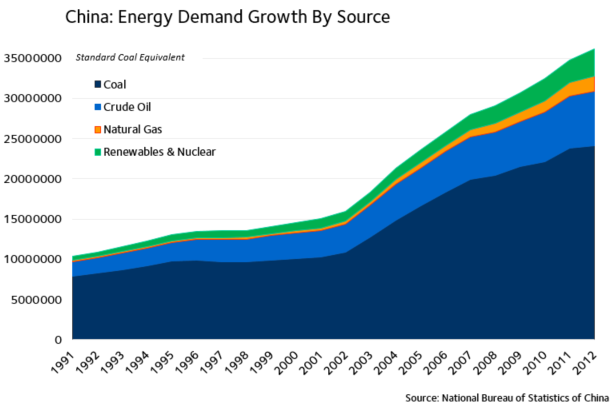 China: Energy Demand Growth By Source
Standard Coal Equivalent
35000000
30000000
25000000
20000000
15000000
10000000
5000000
0
Coal
Crude Oil
Natural Gas
Renewables & Nuclear
1991 1992 1993 1994 1995 1996 1997 1998 1999 2000 2001 2002 2003 2004 2005 2006 2007 2008 2009 2010 2011 2012
Source: National Bureau of Statistics of China